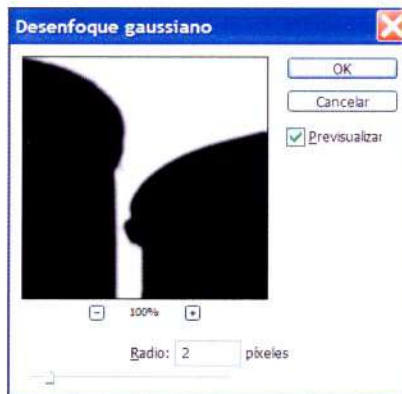 Desenfoque gaussiano
OK
Cancelar
Previsualizar
100%
Radio: 2 píxeles